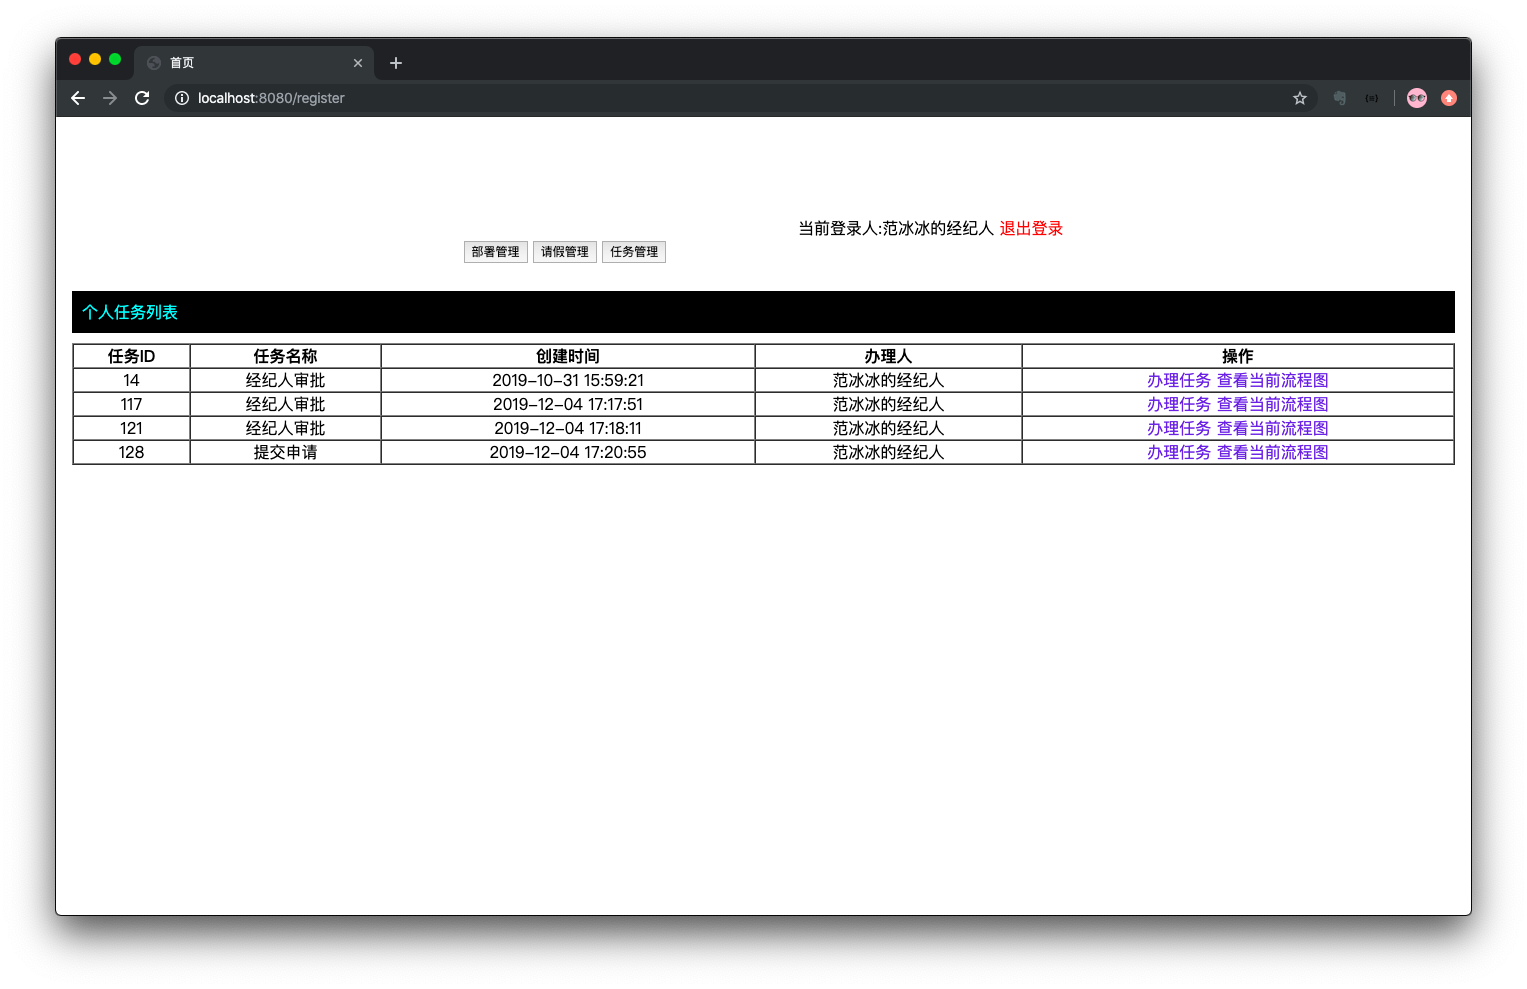 首页
localhost:8080/register
当前登录人:范冰冰的经纪人 退出登录
部署管理 请假管理 任务管理
个人任务列表
任务ID 任务名称 创建时间 办理人 操作
14 经纪人审批 2019-10-31 15:59:21 范冰冰的经纪人 办理任务 查看当前流程图
117 经纪人审批 2019-12-04 17:17:51 范冰冰的经纪人 办理任务 查看当前流程图
121 经纪人审批 2019-12-04 17:18:11 范冰冰的经纪人 办理任务 查看当前流程图
128 提交申请 2019-12-04 17:20:55 范冰冰的经纪人 办理任务 查看当前流程图